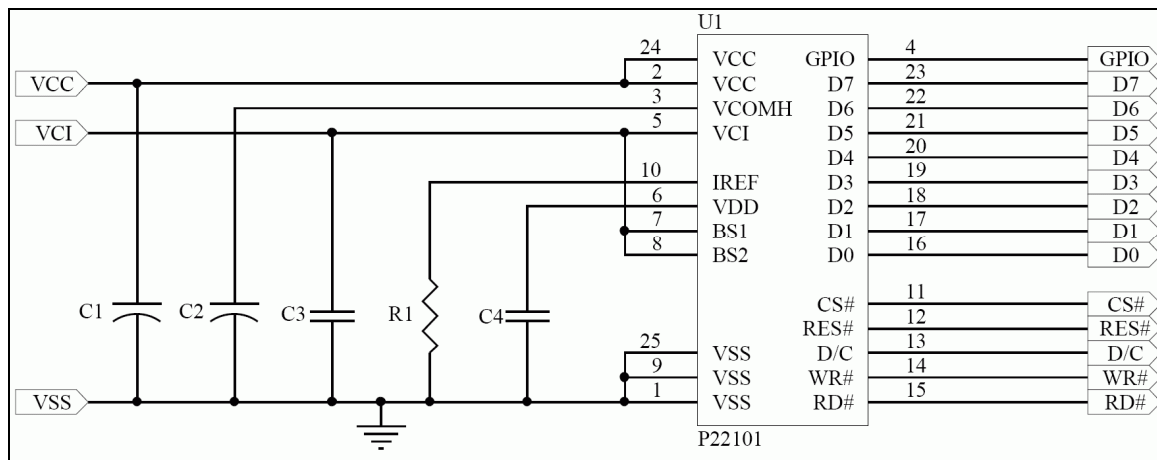 U1
24 VCC GPIO 4 GPIO
VCC 2 VCC D7 23 D7
3 VCOMH D6 22 D6
VCI 5 VCI D5 21 D5
D4 20 D4
10 IREF D3 19 D3
6 VDD D2 18 D2
7 BS1 D1 17 D1
8 BS2 D0 16 D0
C1 C2 C3 R1 C4
CS# 11 CS#
RES# 12 RES#
25 VSS D/C 13 D/C
9 VSS WR# 14 WR#
VSS 1 VSS RD# 15 RD#
P22101